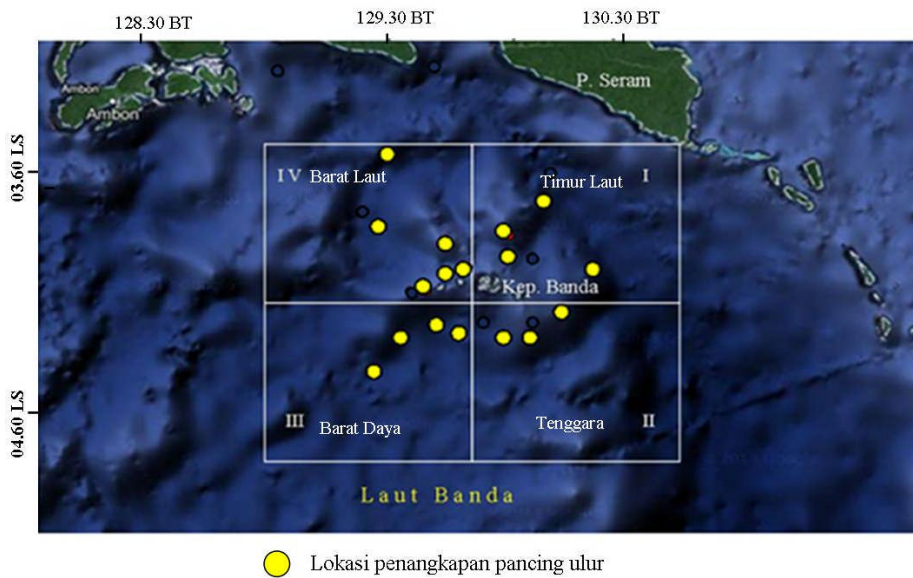 128.30 BT 129.30 BT 130.30 BT
P. Seram
Ambon
Ambon
03.60 LS
IV Barat Laut
Timur Laut I
Kep. Banda
04.60 LS
III Barat Daya
Tenggara II
Laut Banda
Lokasi penangkapan pancing ulur